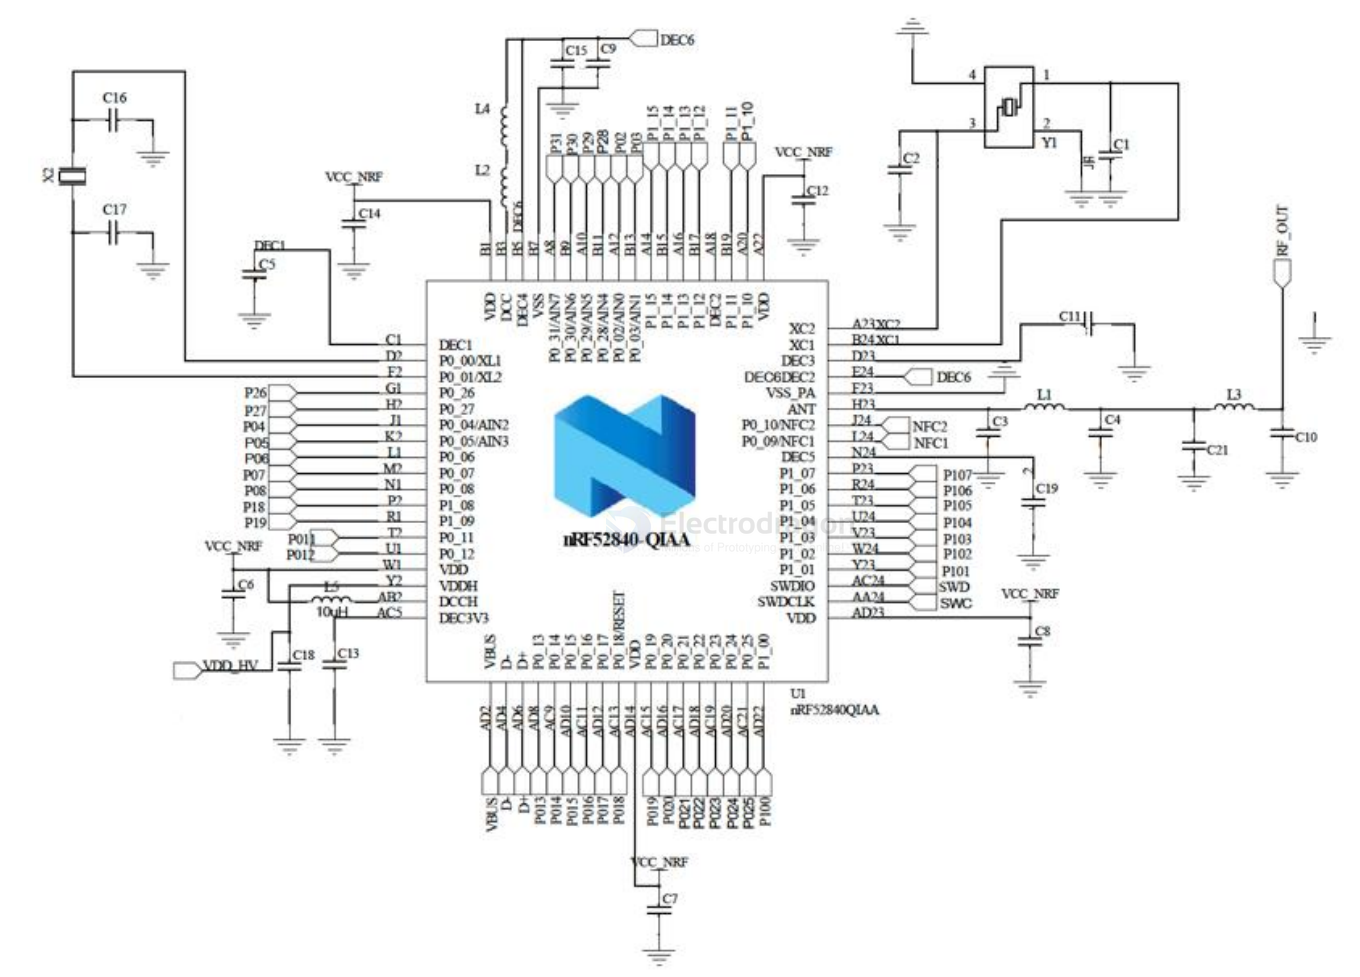 DEC6
C15
C9
L4
L2
DEC6
P31
P30
P29
P28
P02
P03
P1_15
P1_14
P1_13
P1_12
P1_11
P1_10
VCC_NRF
C12
4
1
3
2
Y1
C2
C1
C16
X2
C17
VCC_NRF
C14
DEC1
C5
RF_OUT
B1
B3
B5
B7
A8
B9
A10
B11
A12
B13
A14
B15
A16
B17
A18
B19
A20
A22
VDD
DCC
DEC4
VSS
P0_31/AIN7
P0_30/AIN6
P0_29/AIN5
P0_28/AIN4
P0_02/AIN0
P0_03/AIN1
P1_15
P1_14
P1_13
P1_12
DEC2
P1_11
P1_10
VDD
C1 DEC1
D2 P0_00/XL1
F2 P0_01/XL2
P26 G1 P0_26
P27 H2 P0_27
P04 J1 P0_04/AIN2
P05 K2 P0_05/AIN3
P06 L1 P0_06
P07 M2 P0_07
P08 N1 P0_08
P18 P2 P1_08
P19 R1 P1_09
P011 T2 P0_11
P012 U1 P0_12
W1 VDD
Y2 VDDH
AB2 DCCH
AC5 DEC3V3
VCC_NRF
C6
L5
10uH
VDD_HV
C18
C13
XC2 A23 XC2
XC1 B24 XC1
DEC3 D23
DEC6DEC2 E24 DEC6
VSS_PA F23
ANT H23
P0_10/NFC2 J24 NFC2
P0_09/NFC1 L24 NFC1
DEC5 N24
P1_07 P23 P107
P1_06 R24 P106
P1_05 T23 P105
P1_04 U24 P104
P1_03 V23 P103
P1_02 W24 P102
P1_01 Y23 P101
SWDIO AC24 SWD
SWDCLK AA24 SWC
VDD AD23
C11
L1
L3
C3
C4
C21
C10
2
C19
VCC_NRF
C8
Electrodragon
nRF52840-QIAA
VBUS
D-
D+
P0_13
P0_14
P0_15
P0_16
P0_17
P0_18/RESET
VDD
P0_19
P0_20
P0_21
P0_22
P0_23
P0_24
P0_25
P1_00
U1
nRF52840QIAA
AD2
AD4
AD6
AD8
AC9
AD10
AC11
AD12
AC13
AD14
AC15
AD16
AC17
AD18
AC19
AD20
AC21
AD22
VBUS
D-
D+
P013
P014
P015
P016
P017
P018
P019
P020
P021
P022
P023
P024
P025
P100
VCC_NRF
C7